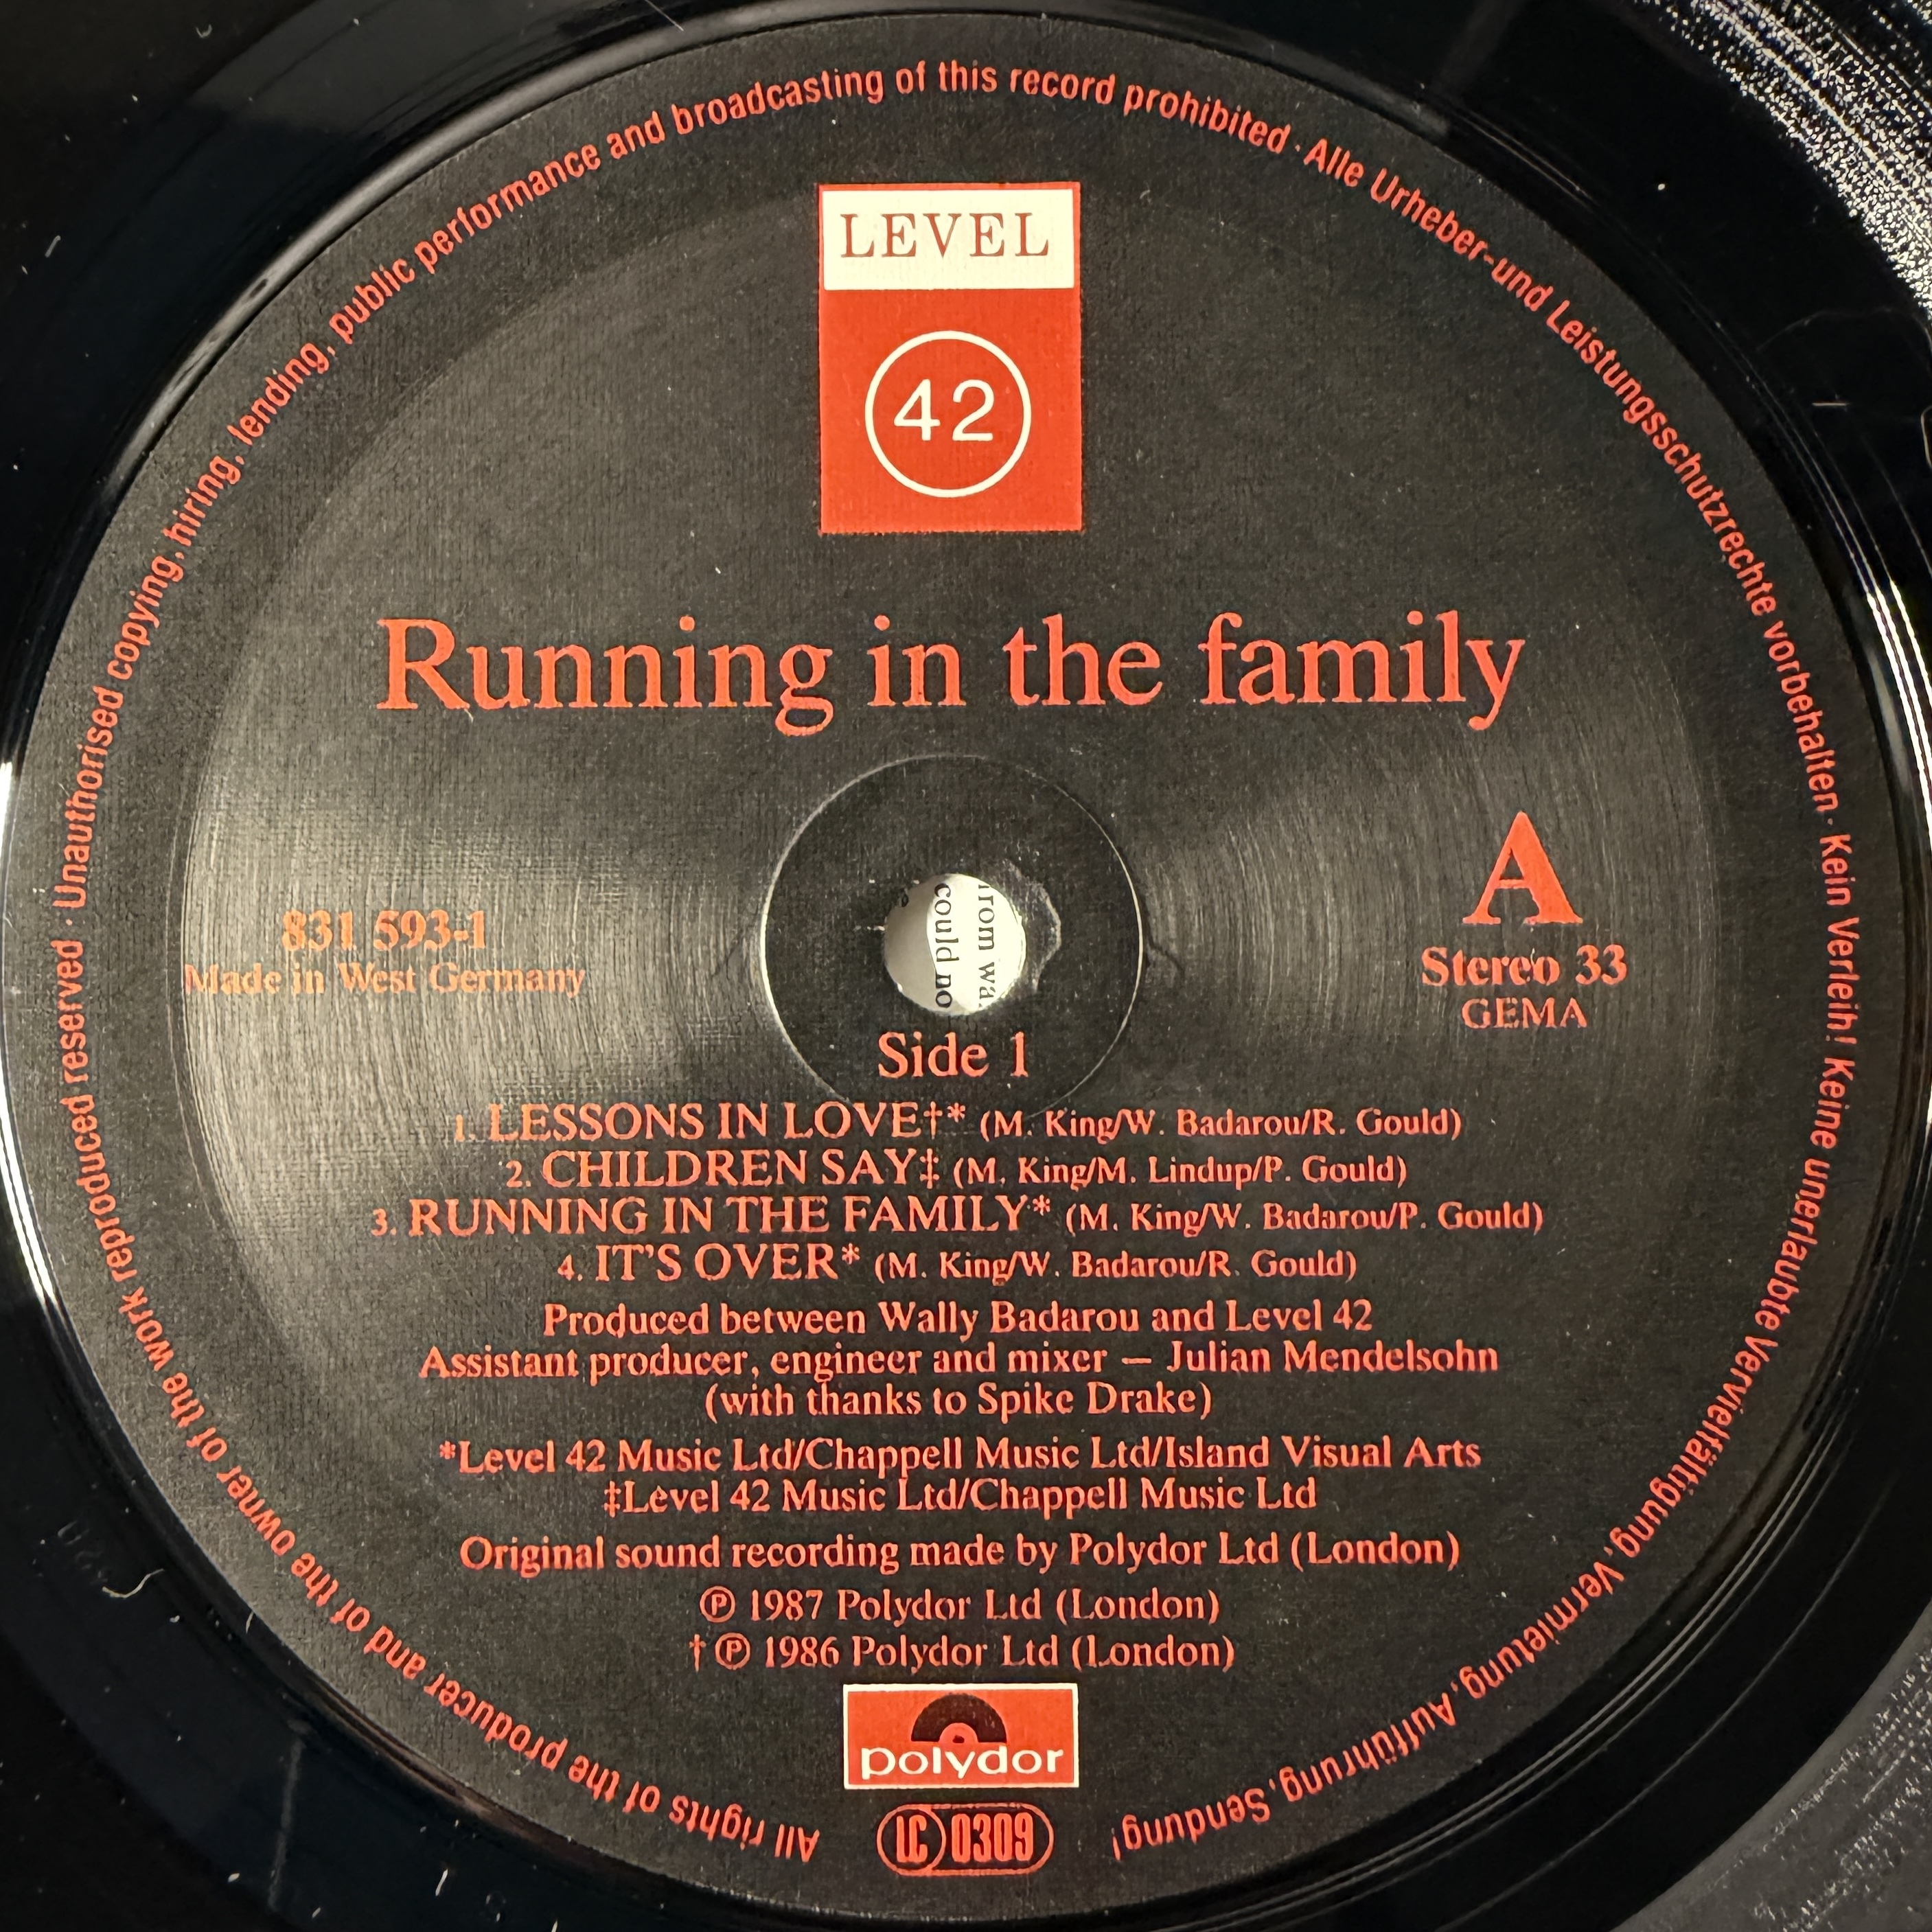 All rights of the producer and of the owner of the work reproduced reserved · Unauthorised copying, hiring, lending, public performance and broadcasting of this record prohibited · Alle Urheber-und Leistungsschutzrechte vorbehalten · Kein Verleih! Keine unerlaubte Vervielfältigung, Vermietung, Aufführung, Sendung!
LEVEL
42
Running in the family
831 593-1
Made in West Germany
A
Stereo 33
GEMA
from wa
could no
Side 1
1. LESSONS IN LOVE†* (M. King/W. Badarou/R. Gould)
2. CHILDREN SAY‡ (M. King/M. Lindup/P. Gould)
3. RUNNING IN THE FAMILY* (M. King/W. Badarou/P. Gould)
4. IT'S OVER* (M. King/W. Badarou/R. Gould)
Produced between Wally Badarou and Level 42
Assistant producer, engineer and mixer — Julian Mendelsohn
(with thanks to Spike Drake)
*Level 42 Music Ltd/Chappell Music Ltd/Island Visual Arts
‡Level 42 Music Ltd/Chappell Music Ltd
Original sound recording made by Polydor Ltd (London)
℗ 1987 Polydor Ltd (London)
† ℗ 1986 Polydor Ltd (London)
polydor
LC 0309